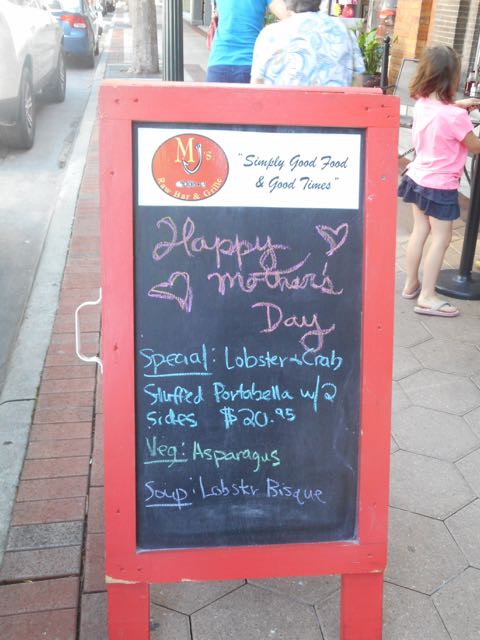 MJ's
Raw Bar & Grille
"Simply Good Food
& Good Times"
Happy
Mother's
Day
Special: Lobster + Crab
Stuffed Portabella w/2
Sides $20.95
Veg: Asparagus
Soup: Lobster Bisque